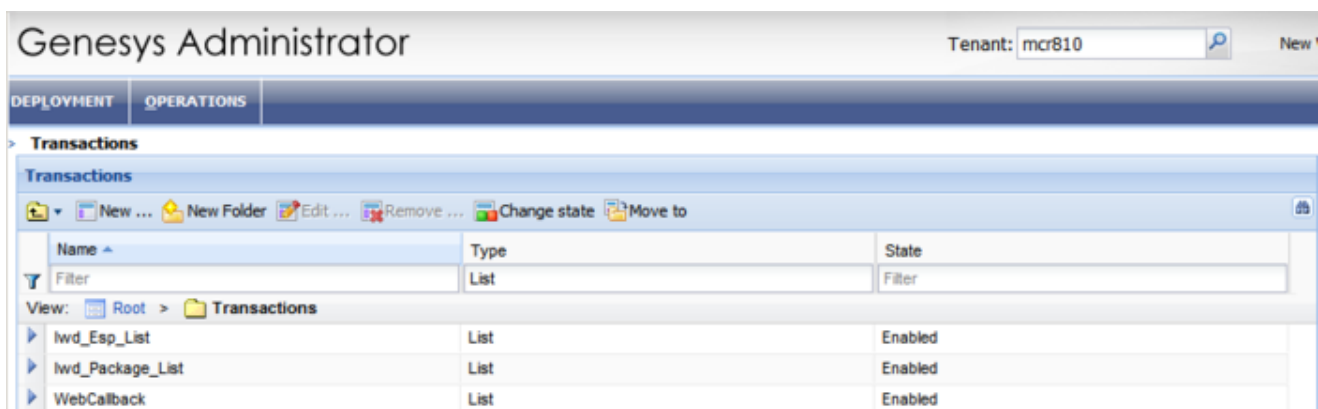 Genesys Administrator Tenant: mcr810 New
DEPLOYMENT OPERATIONS
> Transactions
Transactions
New ... New Folder Edit ... Remove ... Change state Move to
Name Type State
Filter List Filter
View: Root > Transactions
Iwd_Esp_List List Enabled
Iwd_Package_List List Enabled
WebCallback List Enabled